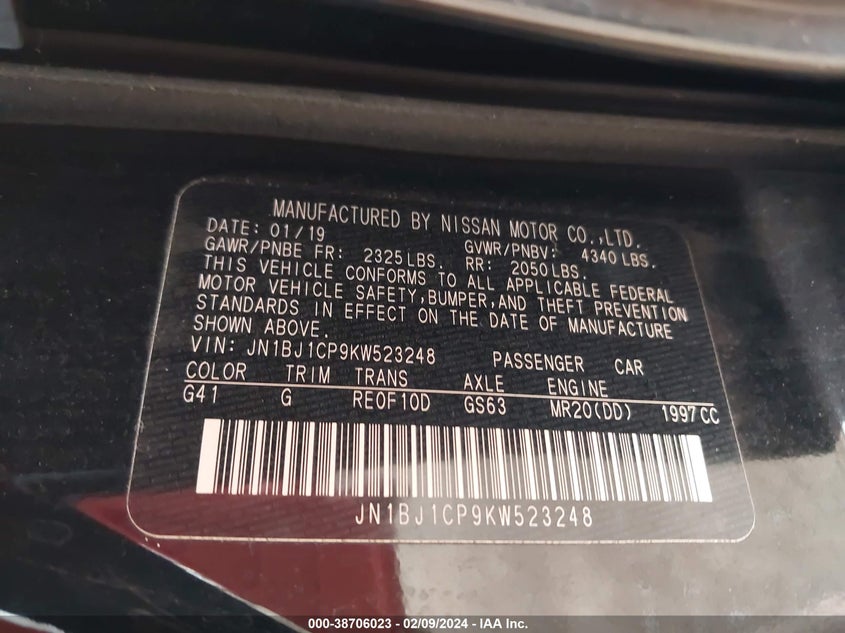 MANUFACTURED BY NISSAN MOTOR CO.,LTD.
DATE: 01/19 GVWR/PNBV: 4340 LBS.
GAWR/PNBE FR: 2325 LBS. RR: 2050 LBS.
THIS VEHICLE CONFORMS TO ALL APPLICABLE FEDERAL
MOTOR VEHICLE SAFETY,BUMPER,AND THEFT PREVENTION
STANDARDS IN EFFECT ON THE DATE OF MANUFACTURE
SHOWN ABOVE.
VIN: JN1BJ1CP9KW523248 PASSENGER CAR
COLOR TRIM TRANS AXLE ENGINE
G41 G RE0F10D GS63 MR20(DD) 1997 CC
JN1BJ1CP9KW523248
000-38706023 - 02/09/2024 - IAA Inc.